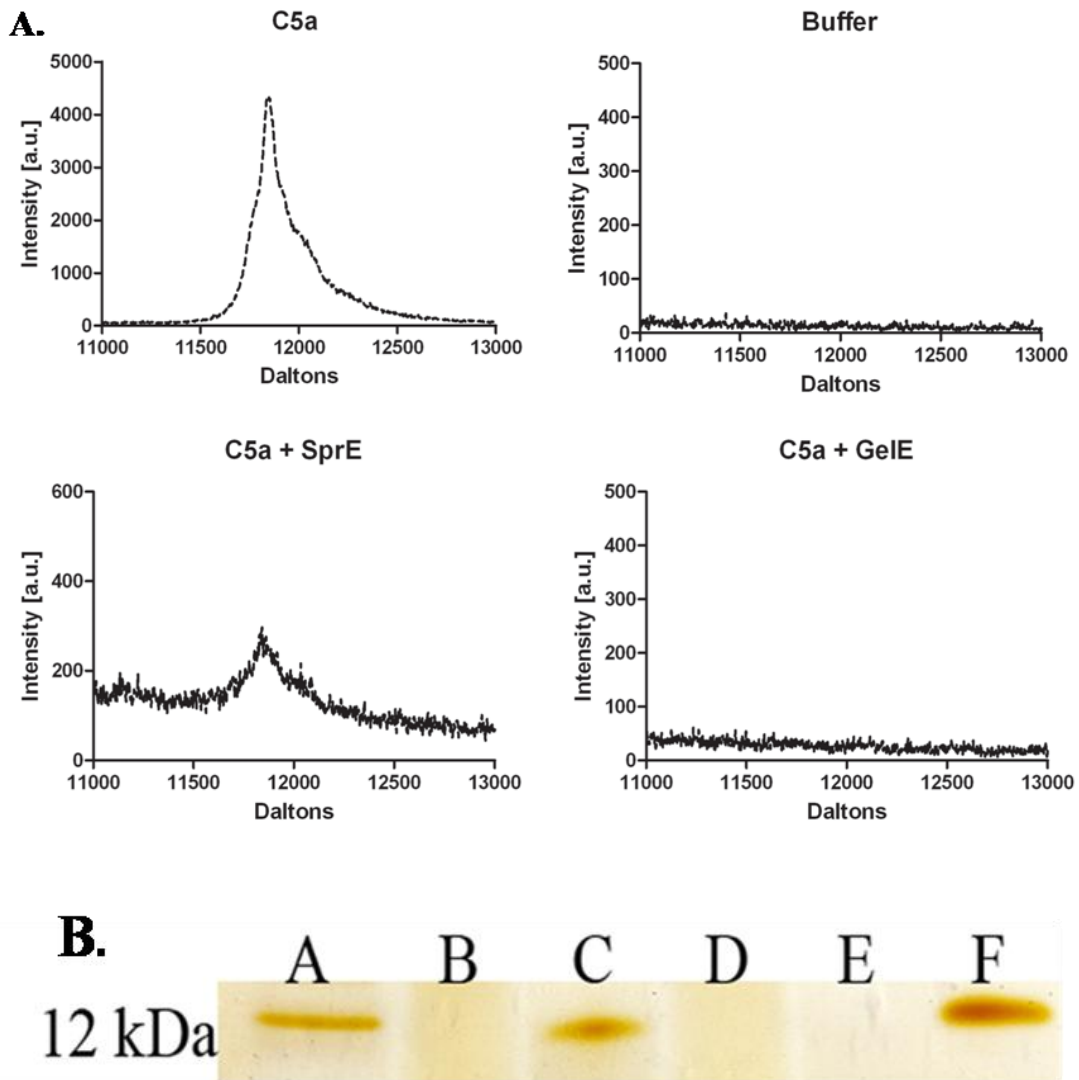 A.
C5a
Intensity [a.u.]
5000
4000
3000
2000
1000
0
11000 11500 12000 12500 13000
Daltons
Buffer
Intensity [a.u.]
500
400
300
200
100
0
11000 11500 12000 12500 13000
Daltons
C5a + SprE
Intensity [a.u.]
600
400
200
0
11000 11500 12000 12500 13000
Daltons
C5a + GelE
Intensity [a.u.]
500
400
300
200
100
0
11000 11500 12000 12500 13000
Daltons
B.
A B C D E F
12 kDa